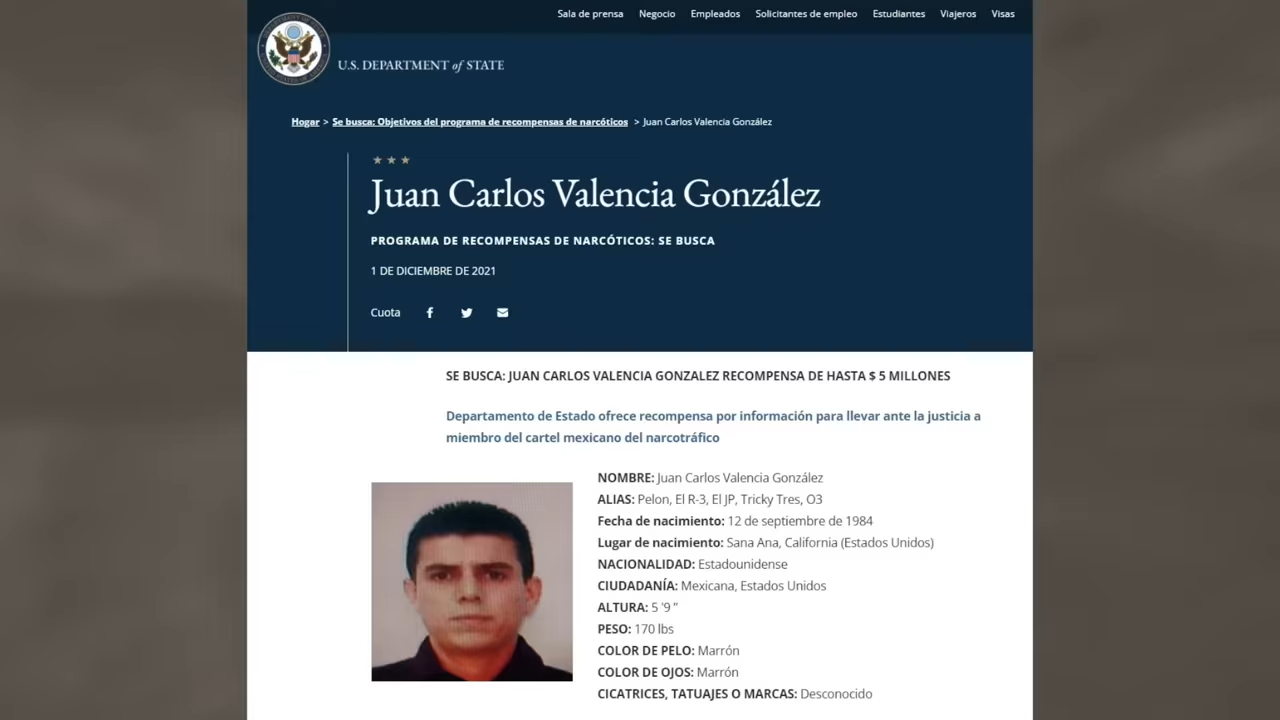 Sala de prensa Negocio Empleados Solicitantes de empleo Estudiantes Viajeros Visas
U.S. DEPARTMENT of STATE
Hogar > Se busca: Objetivos del programa de recompensas de narcóticos > Juan Carlos Valencia González
Juan Carlos Valencia González
PROGRAMA DE RECOMPENSAS DE NARCÓTICOS: SE BUSCA
1 DE DICIEMBRE DE 2021
Cuota
SE BUSCA: JUAN CARLOS VALENCIA GONZALEZ RECOMPENSA DE HASTA $ 5 MILLONES
Departamento de Estado ofrece recompensa por información para llevar ante la justicia a
miembro del cartel mexicano del narcotráfico
NOMBRE: Juan Carlos Valencia González
ALIAS: Pelon, El R-3, El JP, Tricky Tres, O3
Fecha de nacimiento: 12 de septiembre de 1984
Lugar de nacimiento: Sana Ana, California (Estados Unidos)
NACIONALIDAD: Estadounidense
CIUDADANÍA: Mexicana, Estados Unidos
ALTURA: 5 '9 "
PESO: 170 lbs
COLOR DE PELO: Marrón
COLOR DE OJOS: Marrón
CICATRICES, TATUAJES O MARCAS: Desconocido